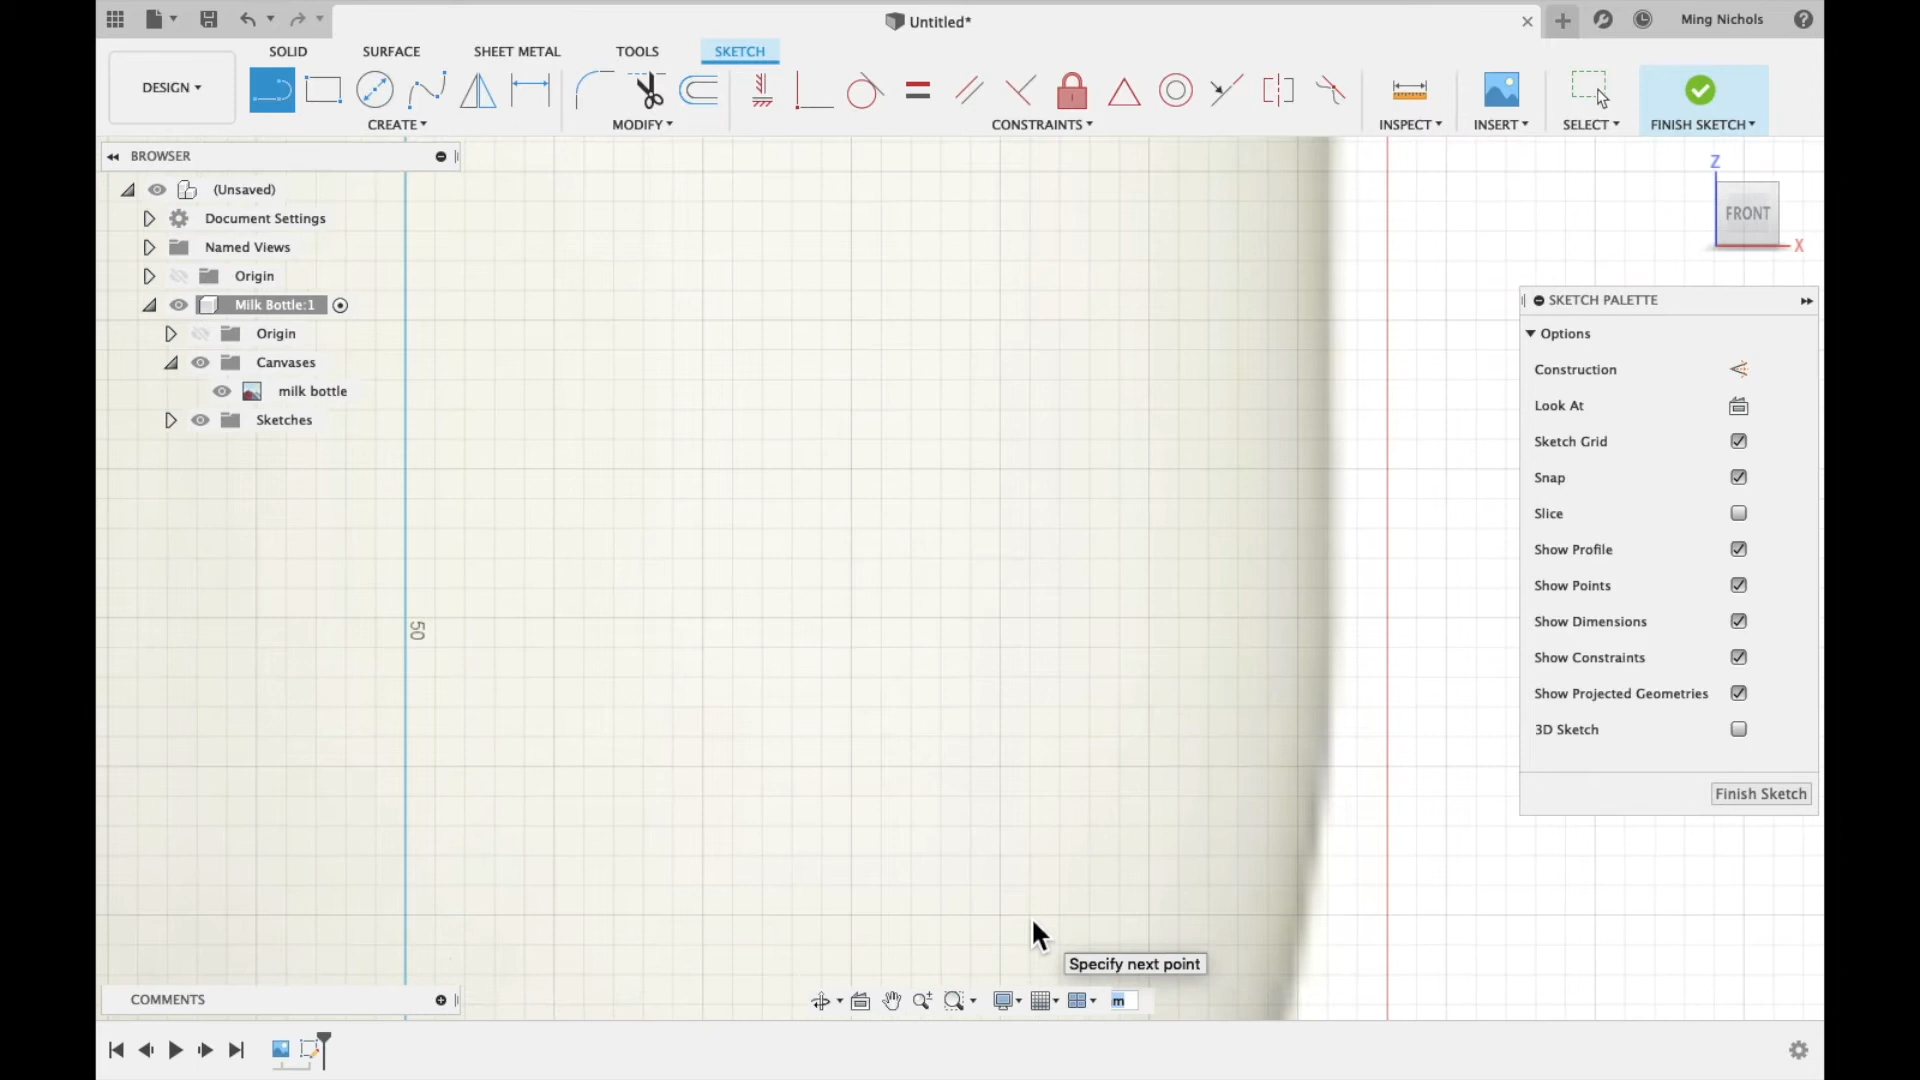 Untitled*
Ming Nichols
SOLID
SURFACE
SHEET METAL
TOOLS
SKETCH
DESIGN
CREATE
MODIFY
CONSTRAINTS
INSPECT
INSERT
SELECT
FINISH SKETCH
BROWSER
(Unsaved)
Document Settings
Named Views
Origin
Milk Bottle:1
Origin
Canvases
milk bottle
Sketches
Z
FRONT
X
SKETCH PALETTE
Options
Construction
Look At
Sketch Grid
Snap
Slice
Show Profile
Show Points
Show Dimensions
Show Constraints
Show Projected Geometries
3D Sketch
Finish Sketch
50
Specify next point
COMMENTS
m